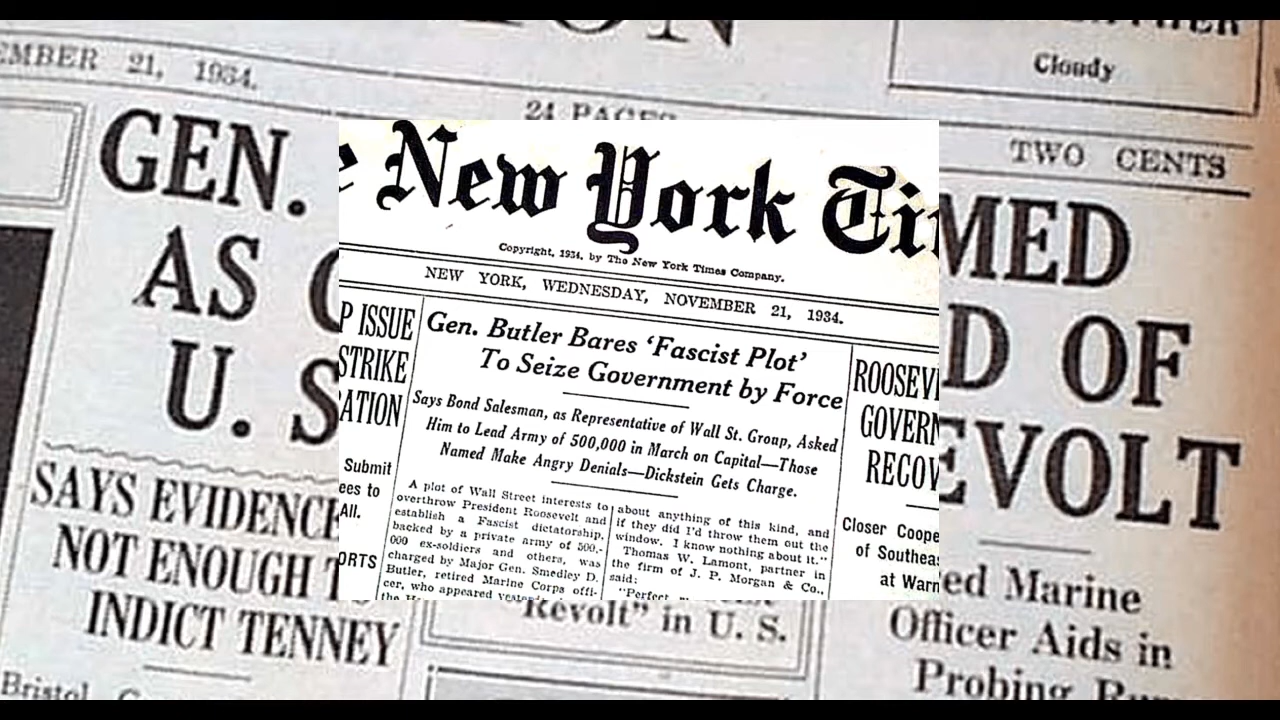 EMBER 21, 1934.
24 PAGES
Cloudy
TWO CENTS
GEN.
AS
U. S
MED
D OF
EVOLT
SAYS EVIDENCE
NOT ENOUGH T
INDICT TENNEY
Bristol
ed Marine
Officer Aids in
Probing
Revolt" in U. S.
e New York Ti
Copyright, 1934, by The New York Times Company.
NEW YORK, WEDNESDAY, NOVEMBER 21, 1934.
P ISSUE
STRIKE
ATION
Submit
ees to
All.
ORTS
Gen. Butler Bares 'Fascist Plot'
To Seize Government by Force
Says Bond Salesman, as Representative of Wall St. Group, Asked
Him to Lead Army of 500,000 in March on Capital—Those
Named Make Angry Denials—Dickstein Gets Charge.
A plot of Wall Street interests to
overthrow President Roosevelt and
establish a Fascist dictatorship,
backed by a private army of 500,-
000 ex-soldiers and others, was
charged by Major Gen. Smedley D.
Butler, retired Marine Corps offi-
cer, who appeared
about anything of this kind, and
if they did I'd throw them out the
window. I know nothing about it."
Thomas W. Lamont, partner in
the firm of J. P. Morgan & Co.,
said:
"Perfect
ROOSEV
GOVERN
RECOV
Closer Coope
of Southeas
at Warn